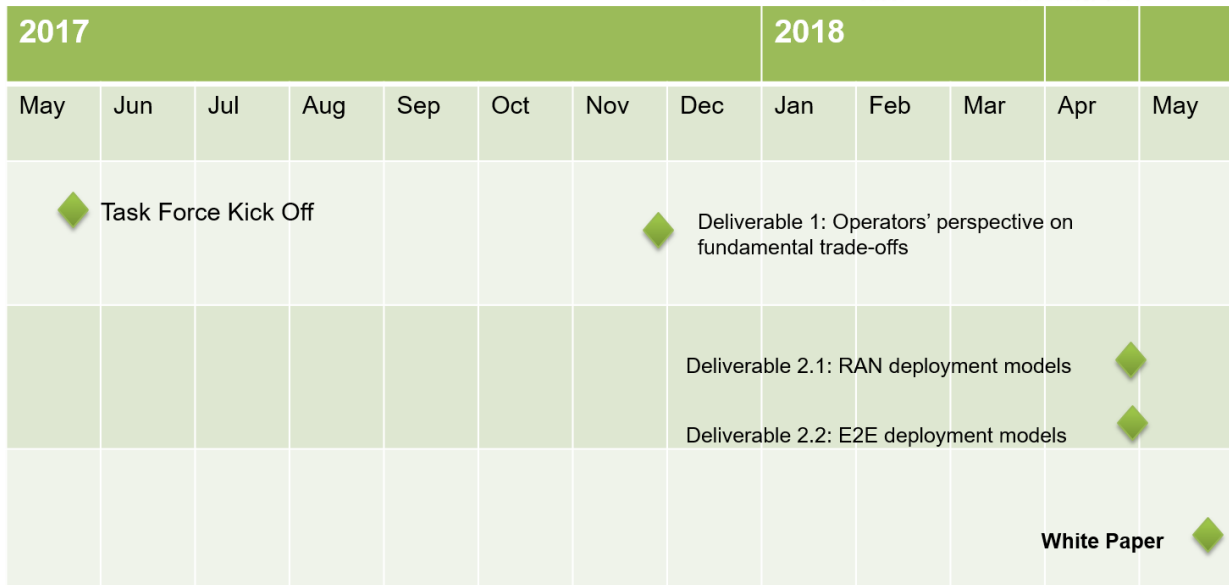 2017 2018
May Jun Jul Aug Sep Oct Nov Dec Jan Feb Mar Apr May
Task Force Kick Off
Deliverable 1: Operators’ perspective on
fundamental trade-offs
Deliverable 2.1: RAN deployment models
Deliverable 2.2: E2E deployment models
White Paper